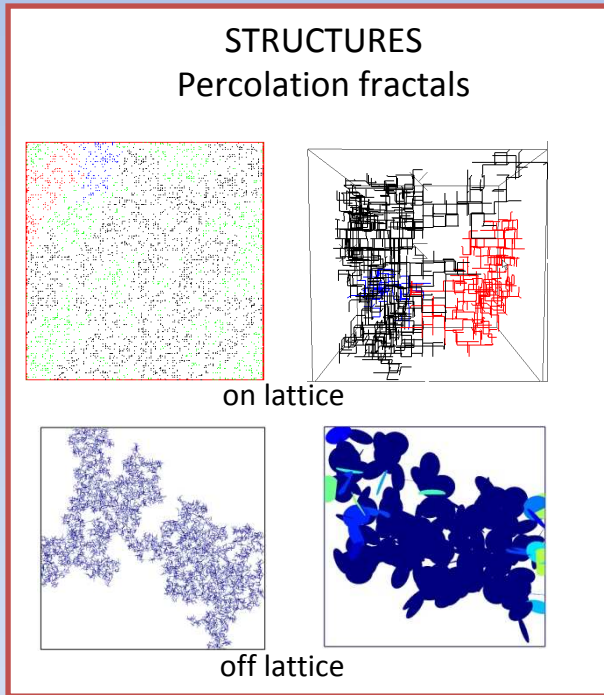 STRUCTURES
Percolation fractals
on lattice
off lattice